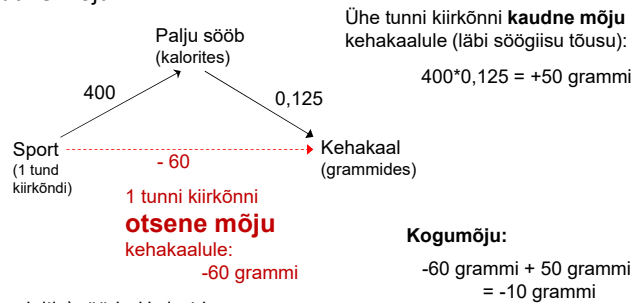 Ühe tunni kiirkõnni kaudne mõju
kehakaalule (läbi söögiisu tõusu):
400*0,125 = +50 grammi
Palju sööb
(kalorites)
400
0,125
Sport
(1 tund
kiirkõndi)
- 60
Kehakaal
(grammides)
1 tunni kiirkõnni
otsene mõju
kehakaalule:
-60 grammi
Kogumõju:
-60 grammi + 50 grammi
= -10 grammi